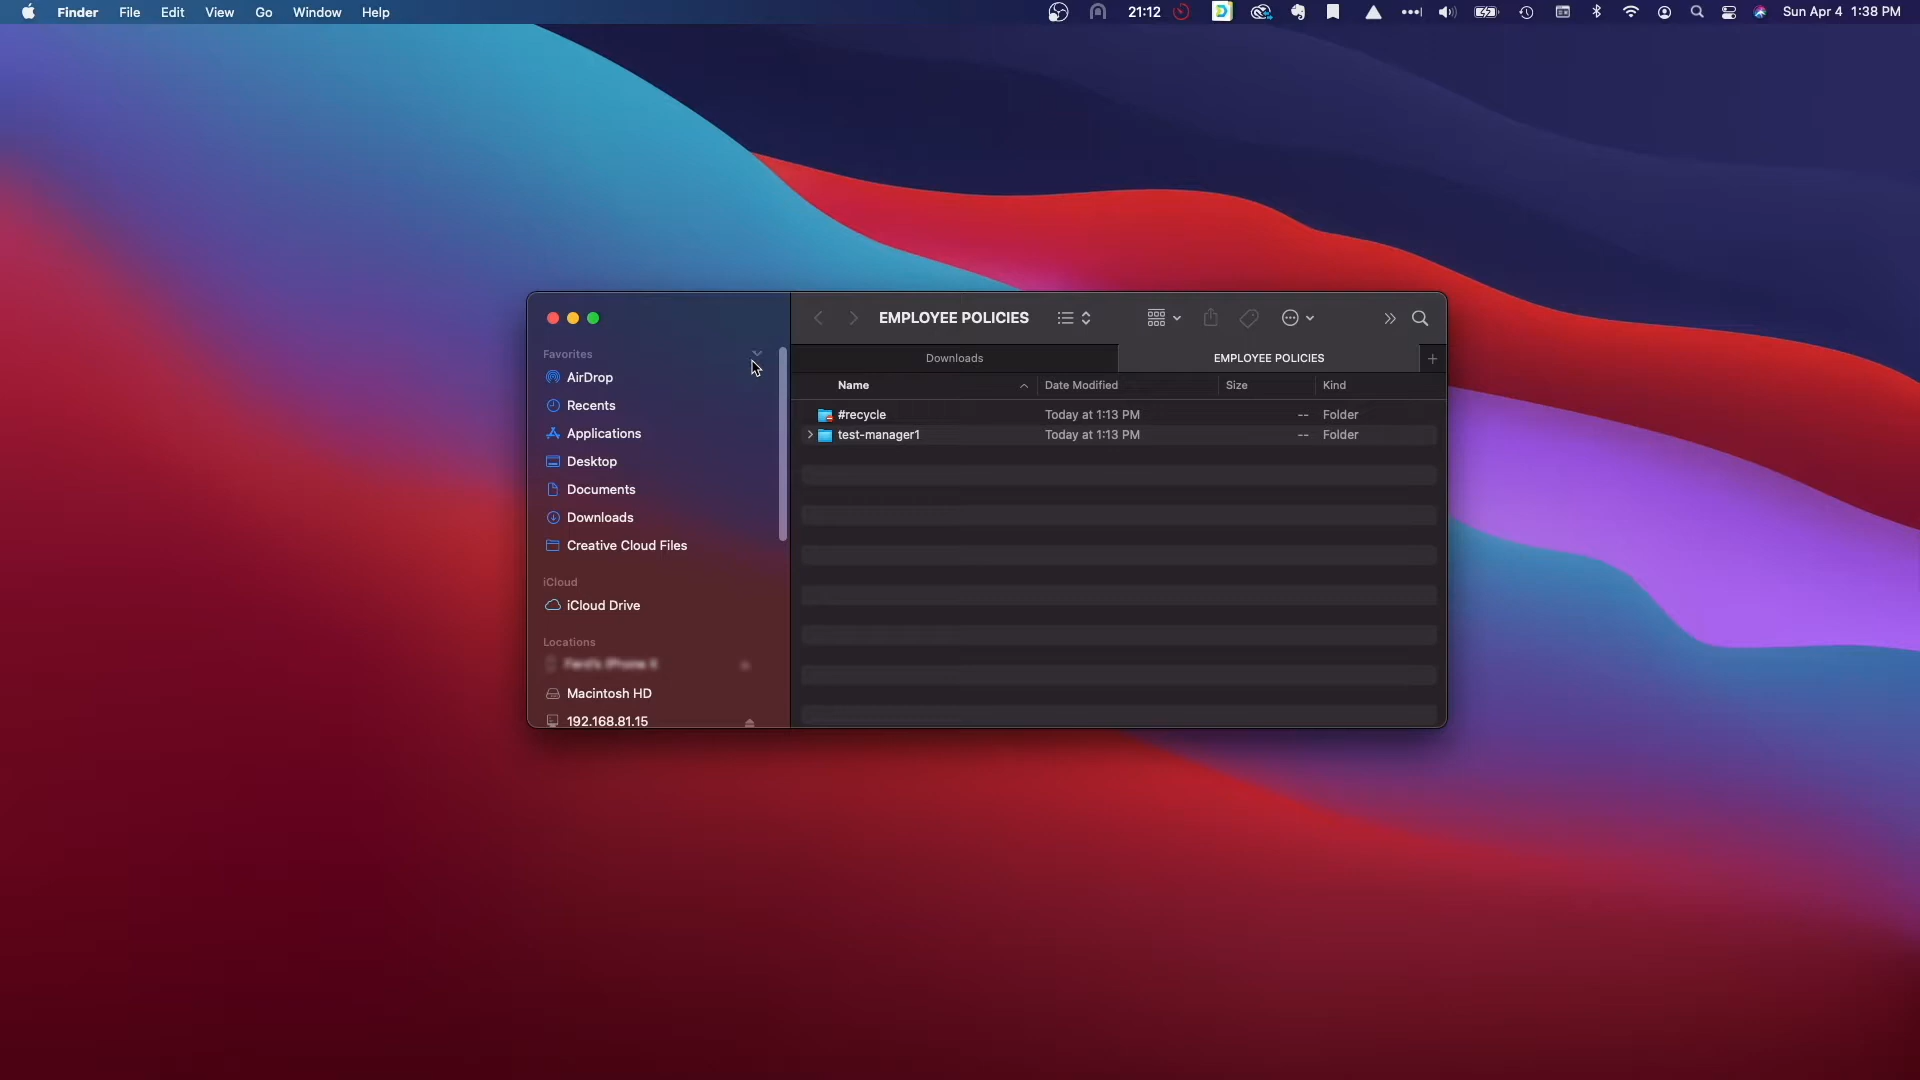 Finder File Edit View Go Window Help
21:12
Sun Apr 4 1:38 PM
EMPLOYEE POLICIES
Favorites
AirDrop
Recents
Applications
Desktop
Documents
Downloads
Creative Cloud Files
iCloud
iCloud Drive
Locations
Macintosh HD
192.168.81.15
Downloads
EMPLOYEE POLICIES
Name Date Modified Size Kind
#recycle Today at 1:13 PM -- Folder
test-manager1 Today at 1:13 PM -- Folder